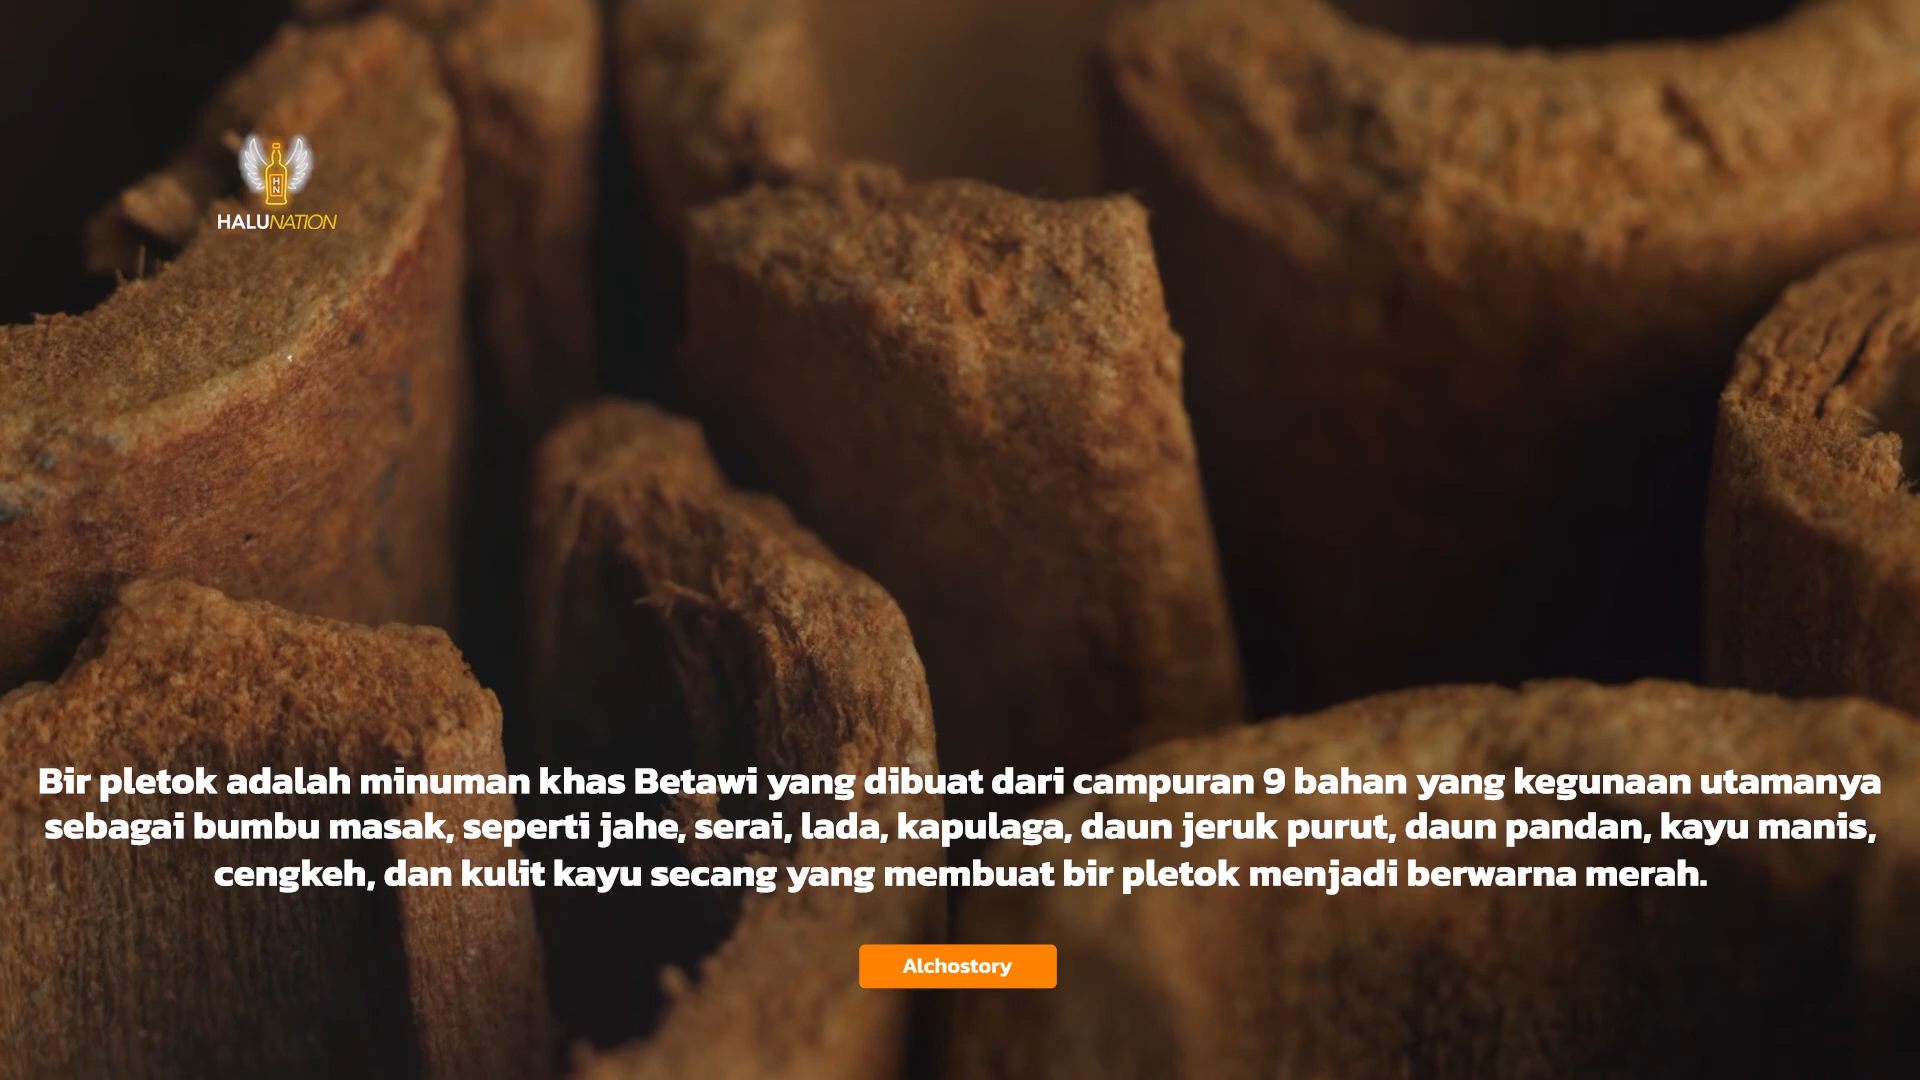 HN
HALUNATION
Bir pletok adalah minuman khas Betawi yang dibuat dari campuran 9 bahan yang kegunaan utamanya
sebagai bumbu masak, seperti jahe, serai, lada, kapulaga, daun jeruk purut, daun pandan, kayu manis,
cengkeh, dan kulit kayu secang yang membuat bir pletok menjadi berwarna merah.
Alchostory